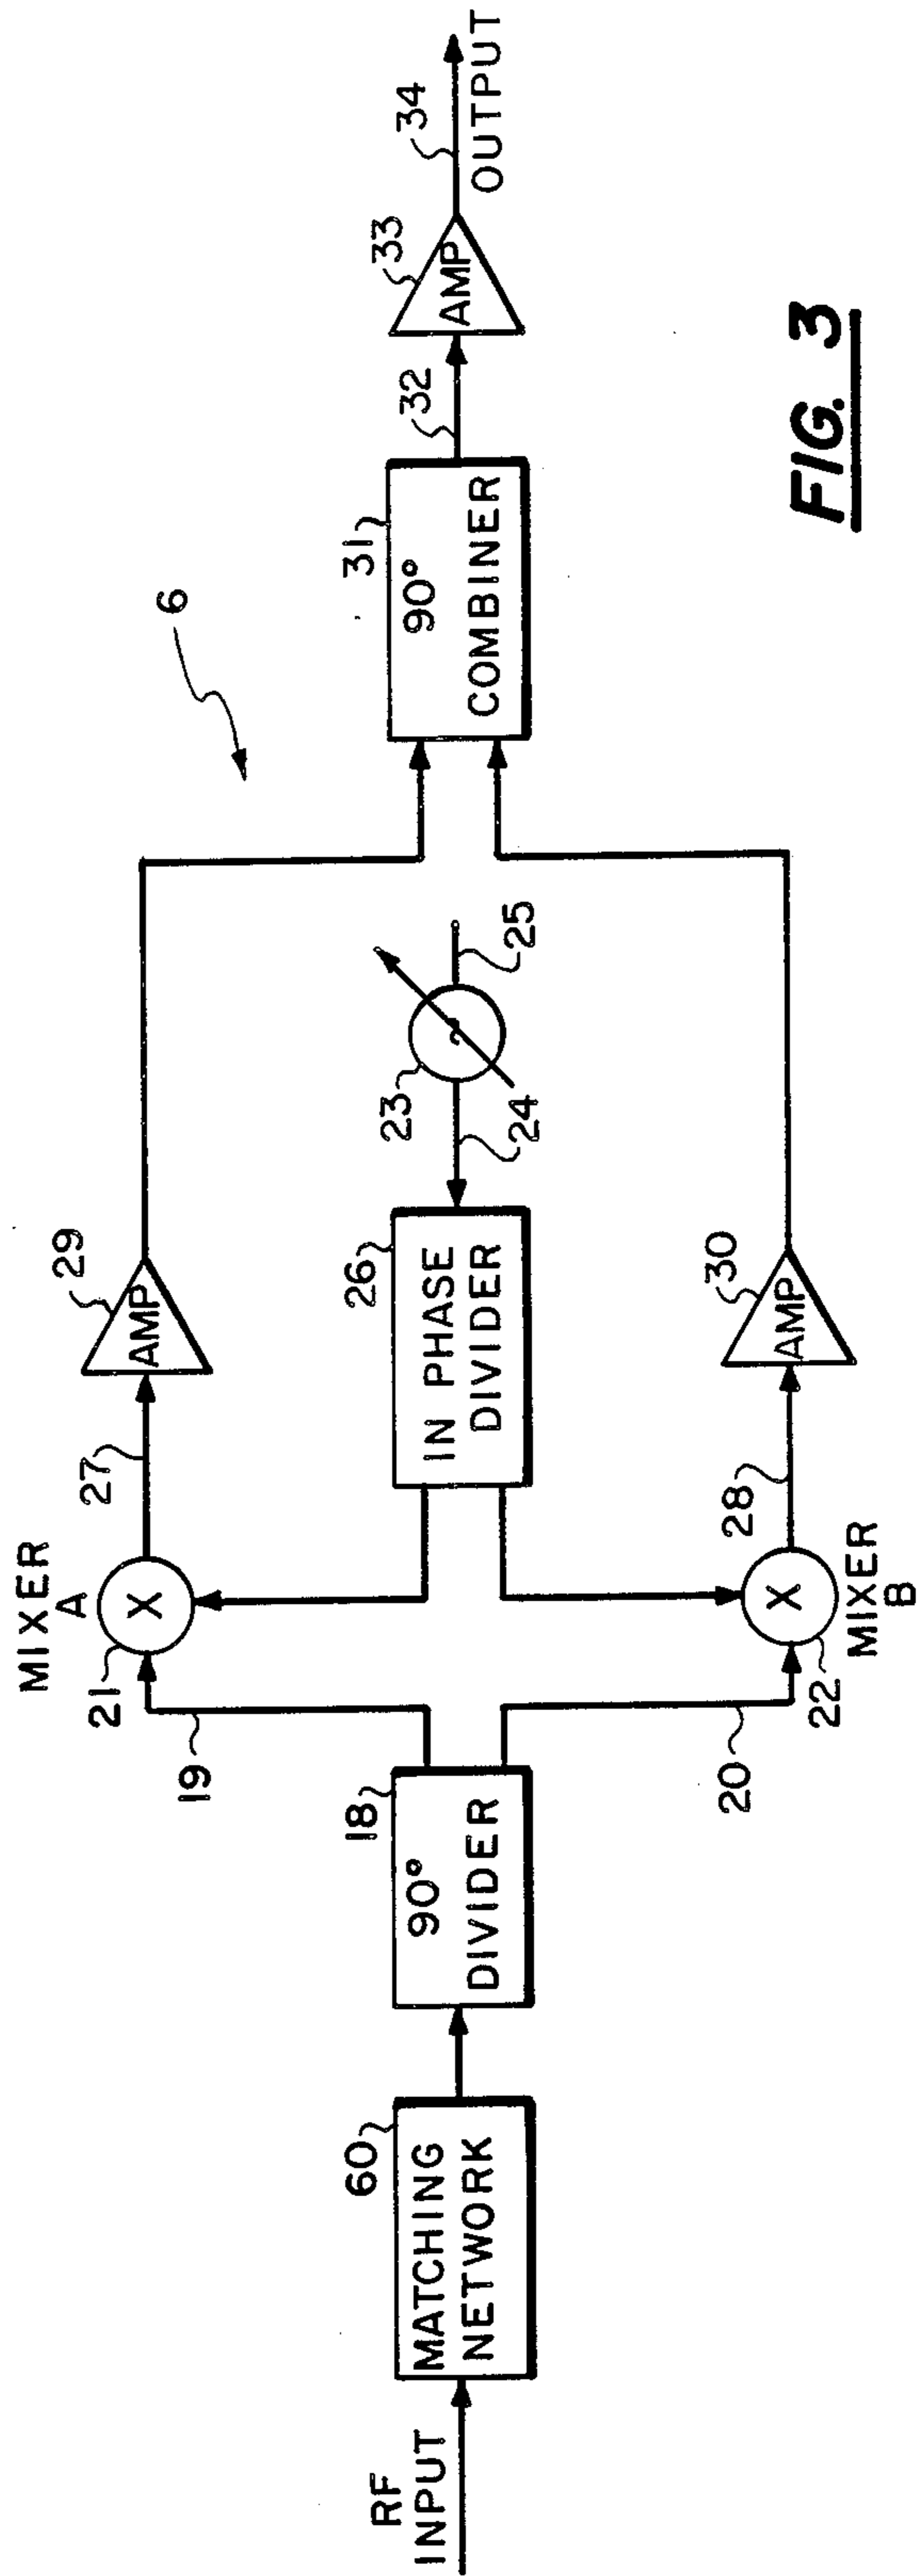 RF
INPUT
60
MATCHING
NETWORK
18
90°
DIVIDER
19
20
MIXER
A
21
22
MIXER
B
27
28
29
AMP
30
AMP
26
IN PHASE
DIVIDER
23
24
25
6
31
90°
COMBINER
32
33
AMP
34
OUTPUT
FIG. 3